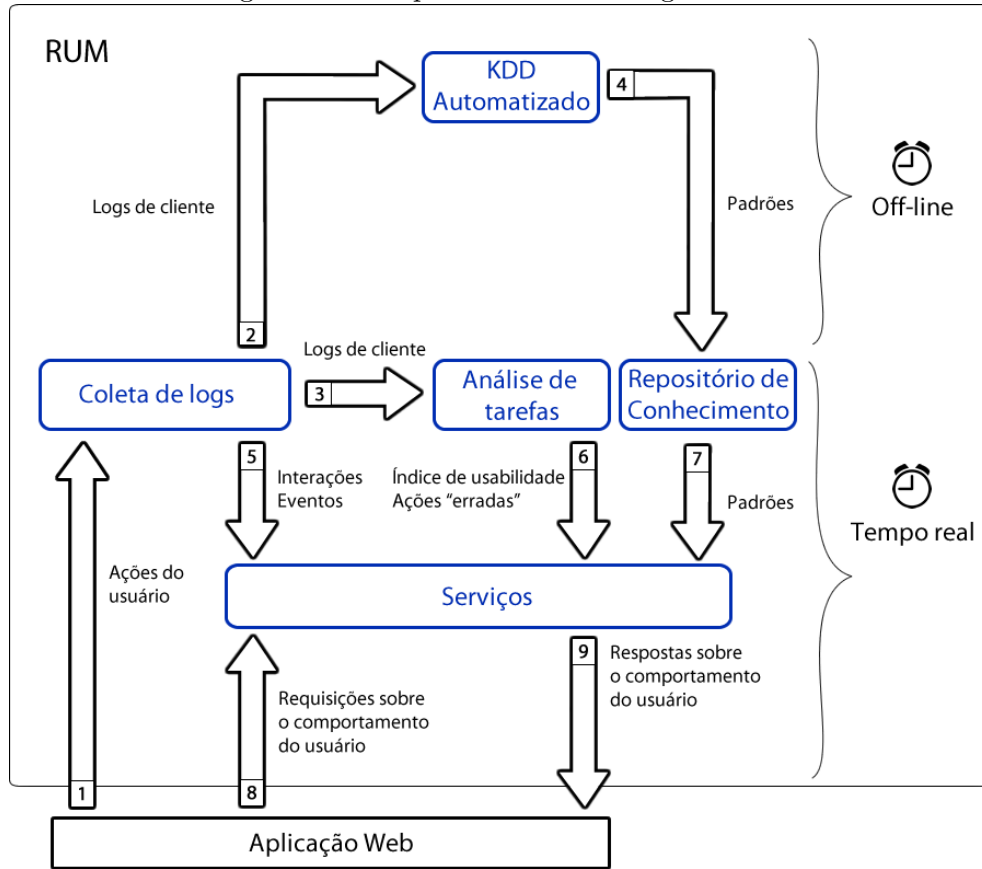 RUM
KDD
Automatizado
4
Logs de cliente
Padrões
Off-line
2
Logs de cliente
Coleta de logs
3
Análise de
tarefas
Repositório de
Conhecimento
5
Interações
Eventos
Índice de usabilidade
Ações “erradas”
6
7
Padrões
Tempo real
Ações do
usuário
Serviços
Requisições sobre
o comportamento
do usuário
9
Respostas sobre
o comportamento
do usuário
1
8
Aplicação Web